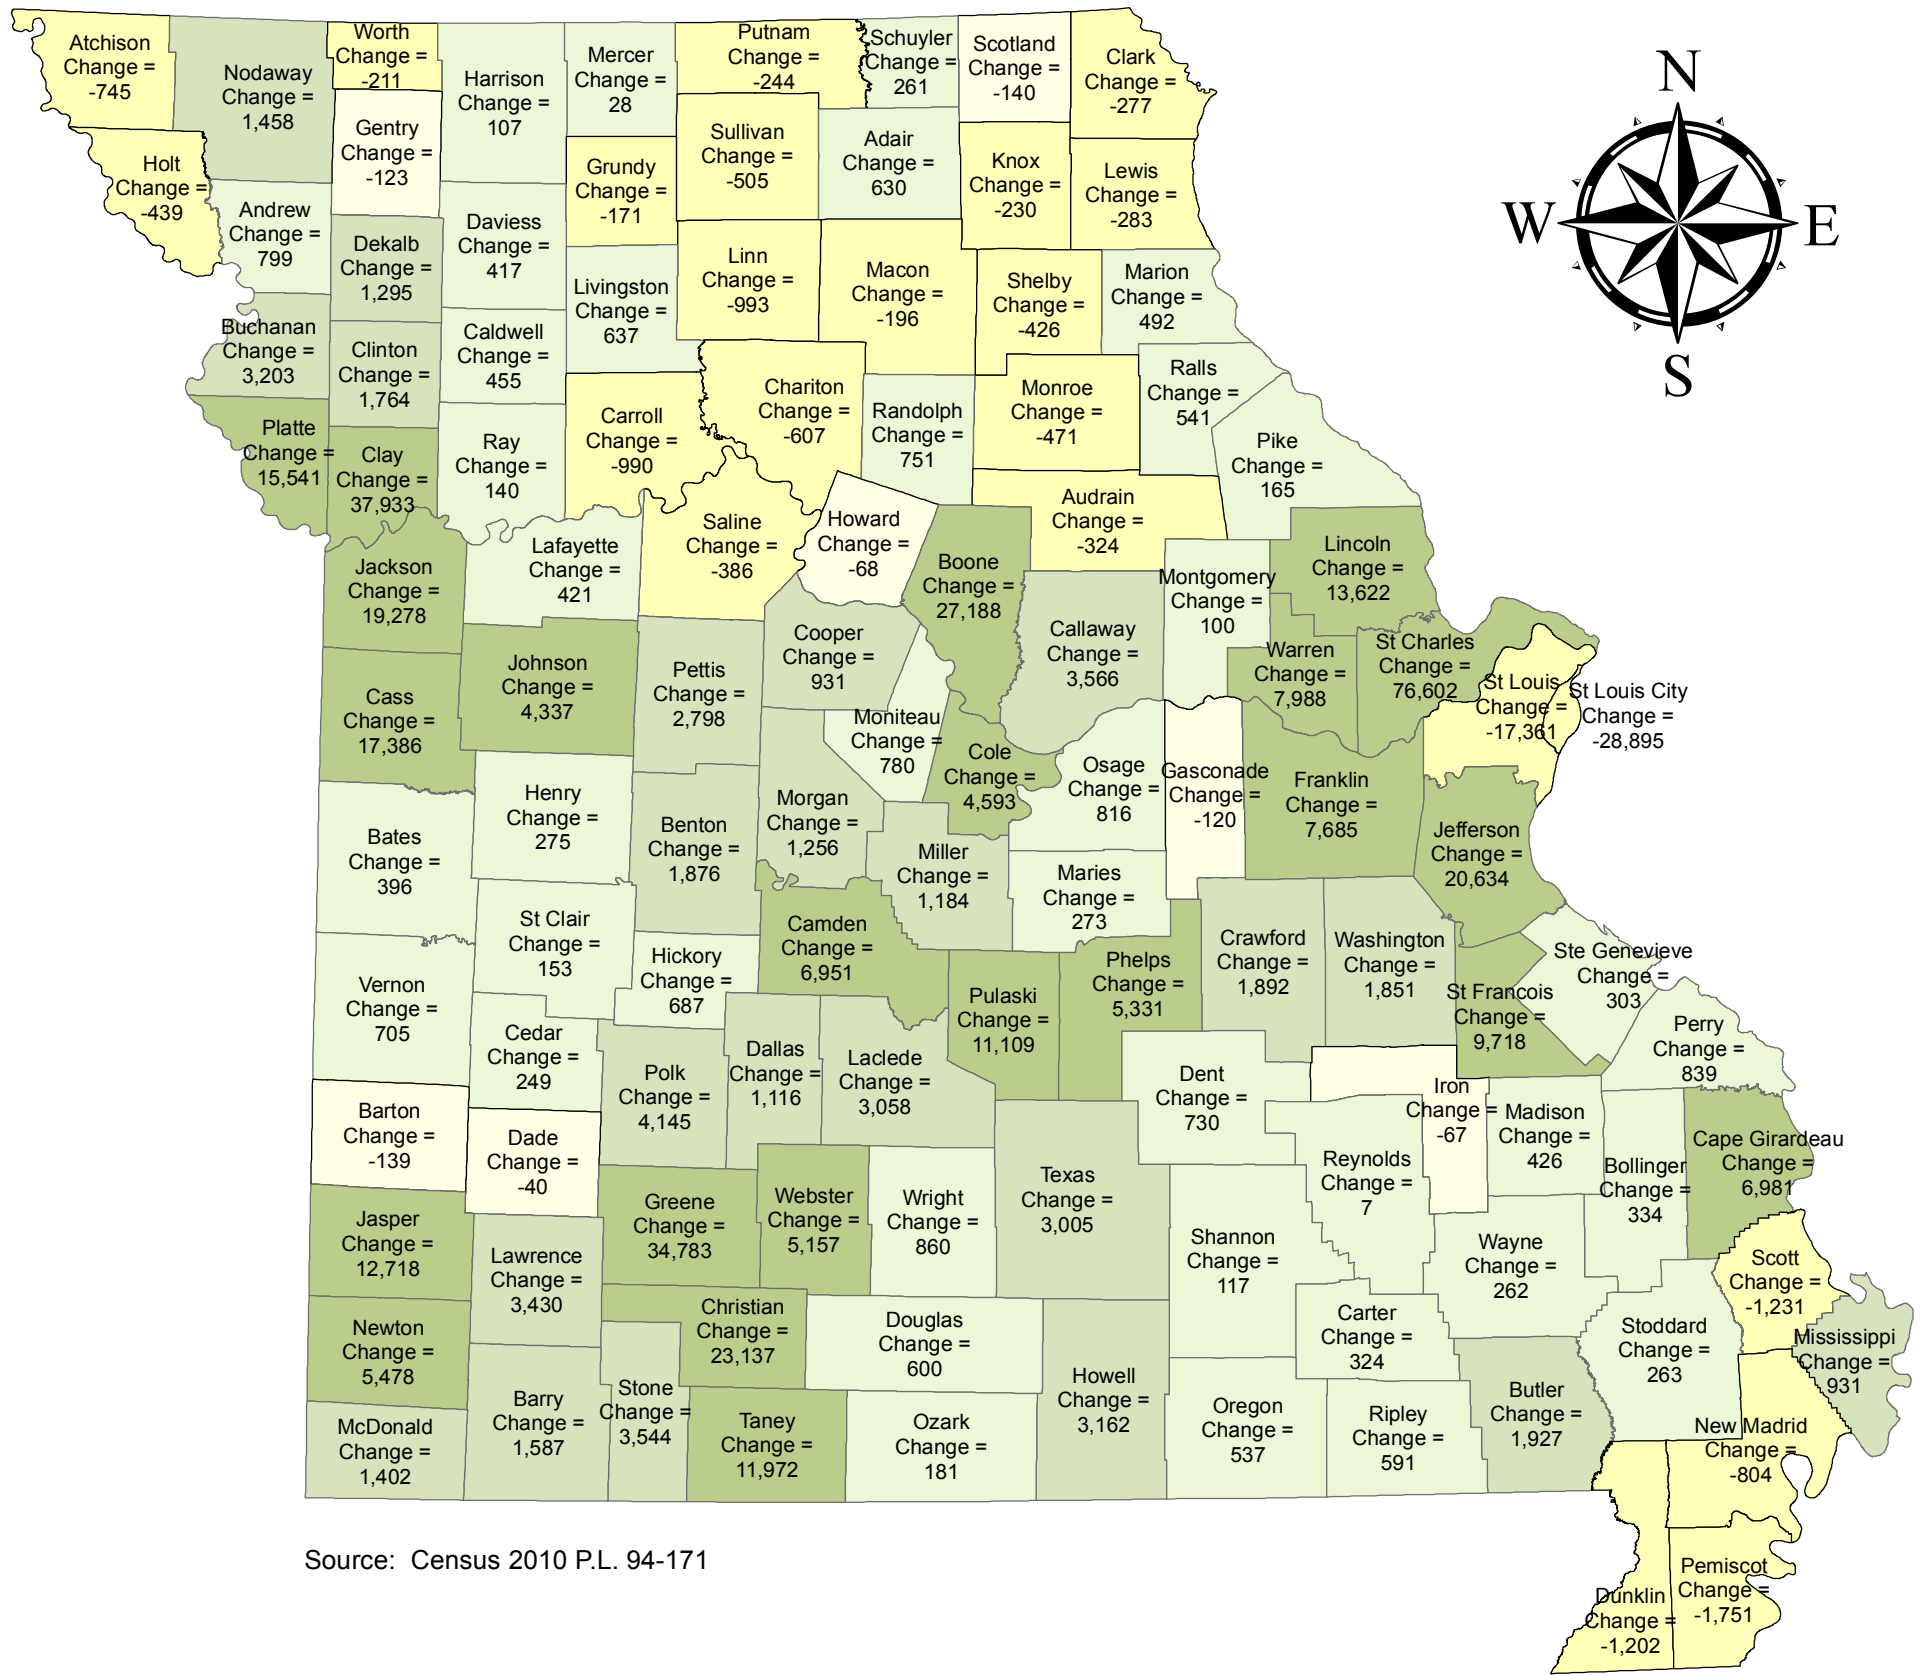 Atchison
Change =
-745
Nodaway
Change =
1,458
Worth
Change =
-211
Harrison
Change =
107
Mercer
Change =
28
Putnam
Change =
-244
Schuyler
Change =
261
Scotland
Change =
-140
Clark
Change =
-277
N
W
E
S
Holt
Change =
-439
Gentry
Change =
-123
Andrew
Change =
799
Dekalb
Change =
1,295
Daviess
Change =
417
Grundy
Change =
-171
Sullivan
Change =
-505
Adair
Change =
630
Knox
Change =
-230
Lewis
Change =
-283
Buchanan
Change =
3,203
Clinton
Change =
1,764
Caldwell
Change =
455
Livingston
Change =
637
Linn
Change =
-993
Macon
Change =
-196
Shelby
Change =
-426
Marion
Change =
492
Platte
Change =
15,541
Clay
Change =
37,933
Ray
Change =
140
Carroll
Change =
-990
Chariton
Change =
-607
Randolph
Change =
751
Monroe
Change =
-471
Ralls
Change =
541
Pike
Change =
165
Jackson
Change =
19,278
Lafayette
Change =
421
Saline
Change =
-386
Howard
Change =
-68
Boone
Change =
27,188
Audrain
Change =
-324
Callaway
Change =
3,566
Montgomery
Change =
100
Lincoln
Change =
13,622
Warren
Change =
7,988
St Charles
Change =
76,602
St Louis
Change =
-17,361
St Louis City
Change =
-28,895
Cass
Change =
17,386
Johnson
Change =
4,337
Pettis
Change =
2,798
Cooper
Change =
931
Moniteau
Change =
780
Cole
Change =
4,593
Osage
Change =
816
Gasconade
Change =
-120
Franklin
Change =
7,685
Jefferson
Change =
20,634
Bates
Change =
396
Henry
Change =
275
Benton
Change =
1,876
Morgan
Change =
1,256
Miller
Change =
1,184
Maries
Change =
273
Vernon
Change =
705
St Clair
Change =
153
Hickory
Change =
687
Camden
Change =
6,951
Pulaski
Change =
11,109
Phelps
Change =
5,331
Crawford
Change =
1,892
Washington
Change =
1,851
St Francois
Change =
9,718
Ste Genevieve
Change =
303
Perry
Change =
839
Cedar
Change =
249
Polk
Change =
4,145
Dallas
Change =
1,116
Laclede
Change =
3,058
Dent
Change =
730
Iron
Change =
-67
Madison
Change =
426
Bollinger
Change =
334
Cape Girardeau
Change =
6,981
Barton
Change =
-139
Dade
Change =
-40
Greene
Change =
34,783
Webster
Change =
5,157
Wright
Change =
860
Texas
Change =
3,005
Shannon
Change =
117
Reynolds
Change =
7
Wayne
Change =
262
Scott
Change =
-1,231
Mississippi
Change =
931
Jasper
Change =
12,718
Lawrence
Change =
3,430
Newton
Change =
5,478
Christian
Change =
23,137
Douglas
Change =
600
Howell
Change =
3,162
Carter
Change =
324
Stoddard
Change =
263
McDonald
Change =
1,402
Barry
Change =
1,587
Stone
Change =
3,544
Taney
Change =
11,972
Ozark
Change =
181
Oregon
Change =
537
Ripley
Change =
591
Butler
Change =
1,927
New Madrid
Change =
-804
Dunklin
Change =
-1,202
Pemiscot
Change =
-1,751
Source: Census 2010 P.L. 94-171